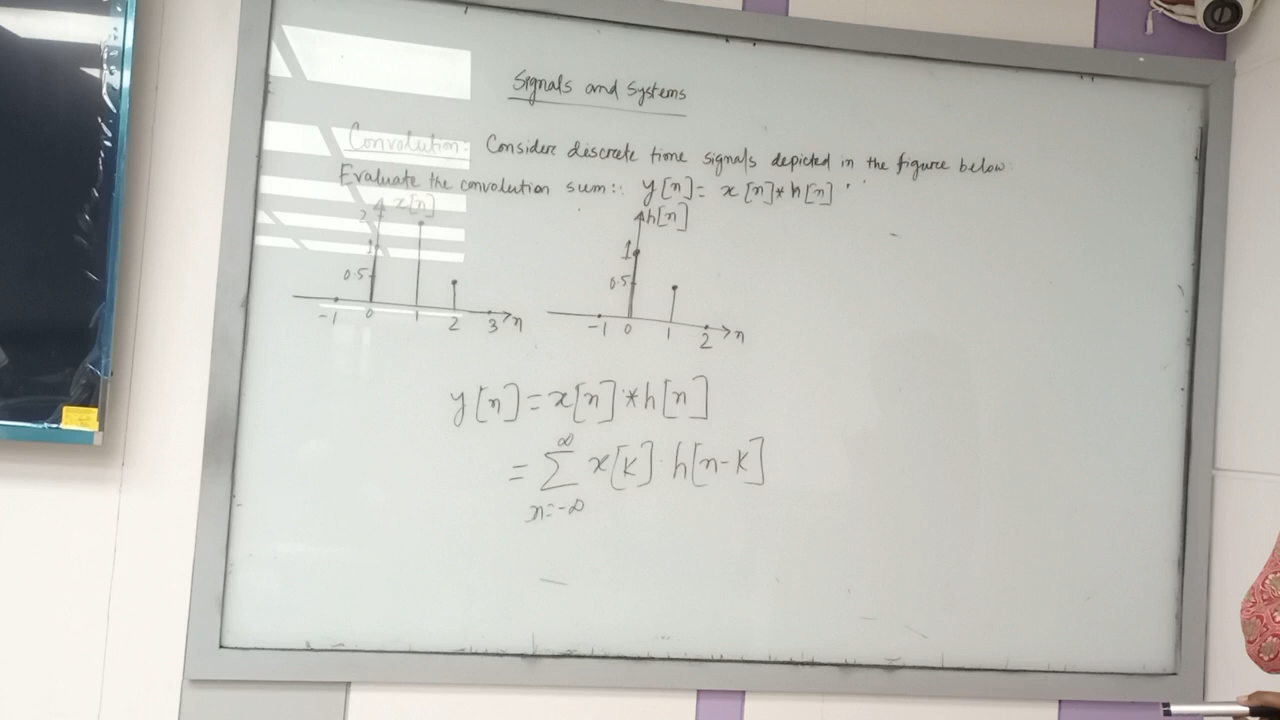 Signals and Systems
Convolution: Consider discrete time signals depicted in the figure below:
Evaluate the convolution sum:: y[n]= x[n]*h[n]
2 x[n]
1
0.5
-1 0 1 2 3 n
h[n]
1
0.5
-1 0 1 2 n
y[n]=x[n]*h[n]
∞
= ∑ x[k]·h[n-k]
n=-∞